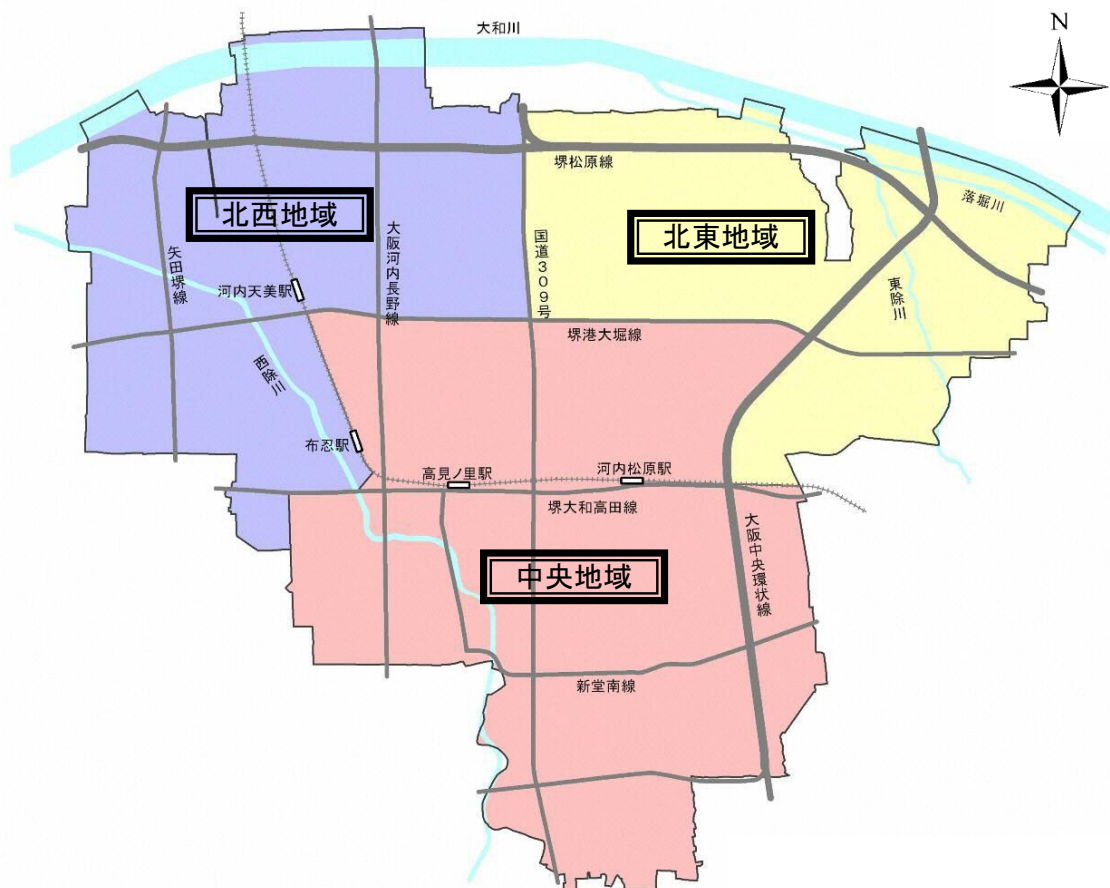 大和川
N
堺松原線
落堀川
北西地域
北東地域
矢田堺線
大阪河内長野線
国道309号
東除川
河内天美駅
堺港大堀線
西除川
布忍駅
高見ノ里駅
河内松原駅
堺大和高田線
大阪中央環状線
中央地域
新堂南線